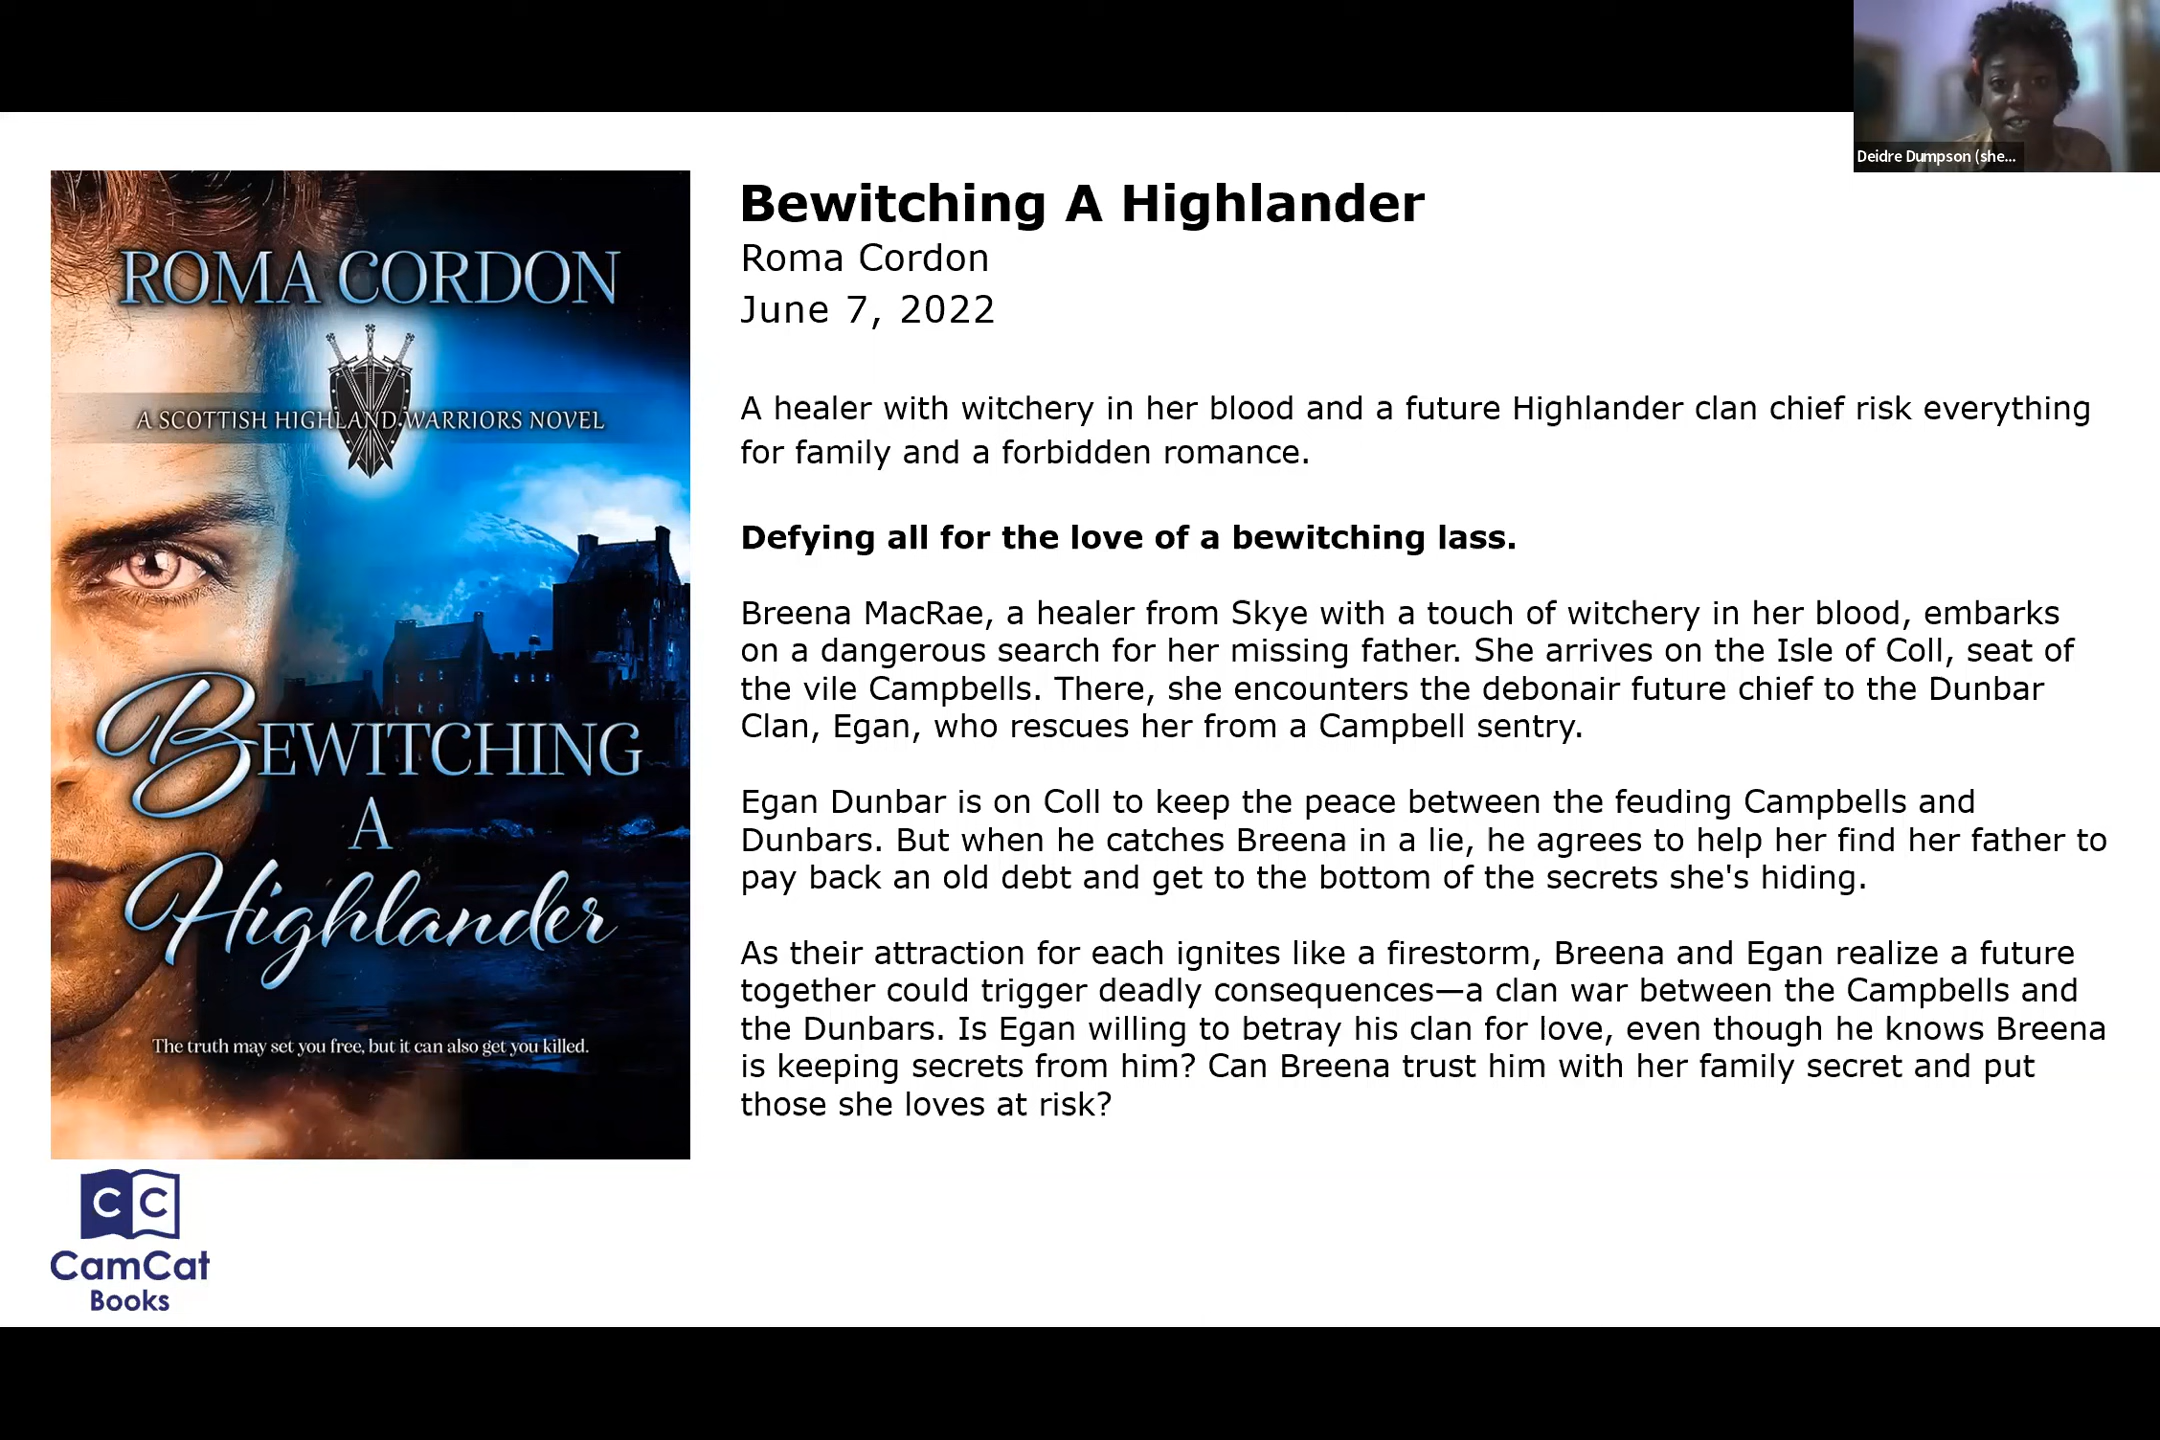 Deidre Dumpson (she...
ROMA CORDON
A SCOTTISH HIGHLAND WARRIORS NOVEL
BEWITCHING
A
Highlander
The truth may set you free, but it can also get you killed.
CC
CamCat
Books
Bewitching A Highlander
Roma Cordon
June 7, 2022
A healer with witchery in her blood and a future Highlander clan chief risk everything
for family and a forbidden romance.
Defying all for the love of a bewitching lass.
Breena MacRae, a healer from Skye with a touch of witchery in her blood, embarks
on a dangerous search for her missing father. She arrives on the Isle of Coll, seat of
the vile Campbells. There, she encounters the debonair future chief to the Dunbar
Clan, Egan, who rescues her from a Campbell sentry.
Egan Dunbar is on Coll to keep the peace between the feuding Campbells and
Dunbars. But when he catches Breena in a lie, he agrees to help her find her father to
pay back an old debt and get to the bottom of the secrets she's hiding.
As their attraction for each ignites like a firestorm, Breena and Egan realize a future
together could trigger deadly consequences—a clan war between the Campbells and
the Dunbars. Is Egan willing to betray his clan for love, even though he knows Breena
is keeping secrets from him? Can Breena trust him with her family secret and put
those she loves at risk?